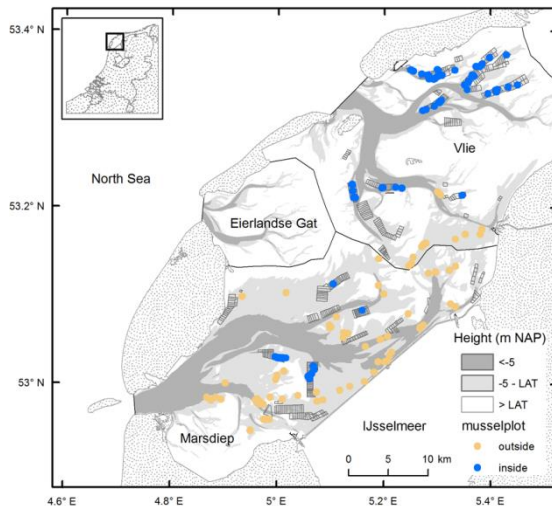 53.4° N
53.2° N
53° N
North Sea
Vlie
Eierlandse Gat
Marsdiep
IJsselmeer
Height (m NAP)
<-5
-5 - LAT
> LAT
musselplot
outside
inside
0 5 10 km
4.6° E
4.8° E
5° E
5.2° E
5.4° E